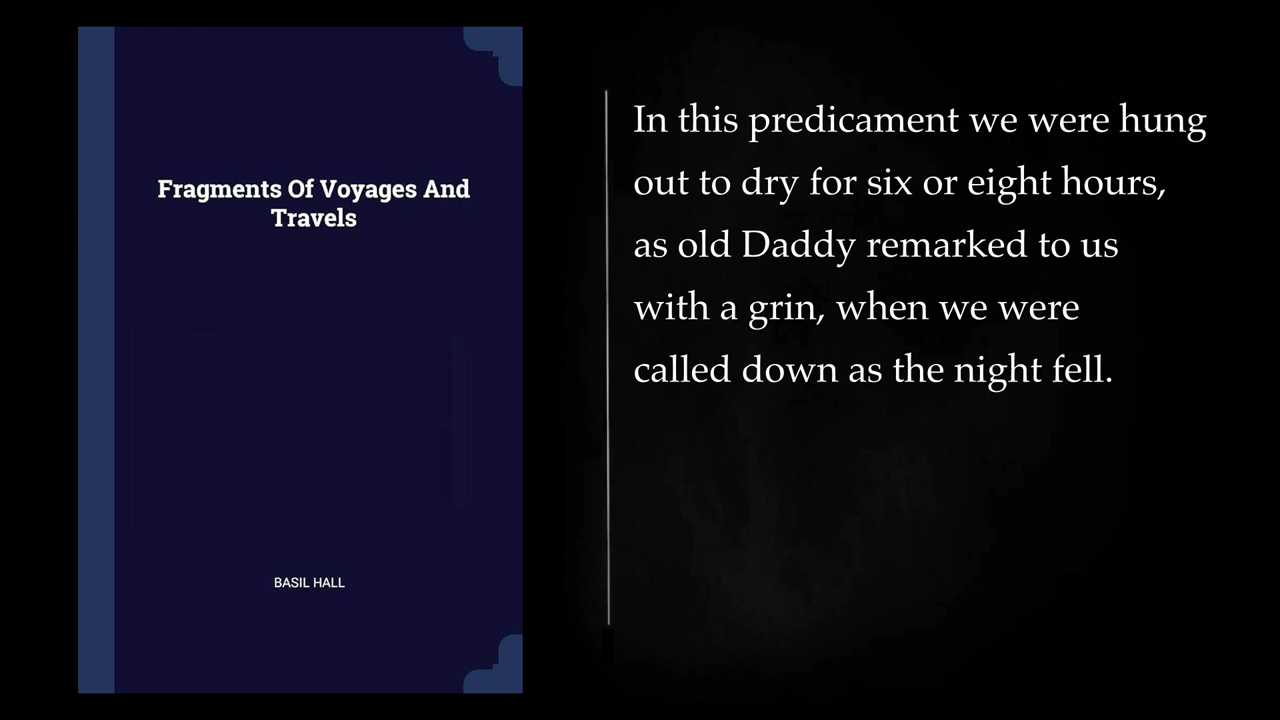 Fragments Of Voyages And
Travels
BASIL HALL
In this predicament we were hung
out to dry for six or eight hours,
as old Daddy remarked to us
with a grin, when we were
called down as the night fell.